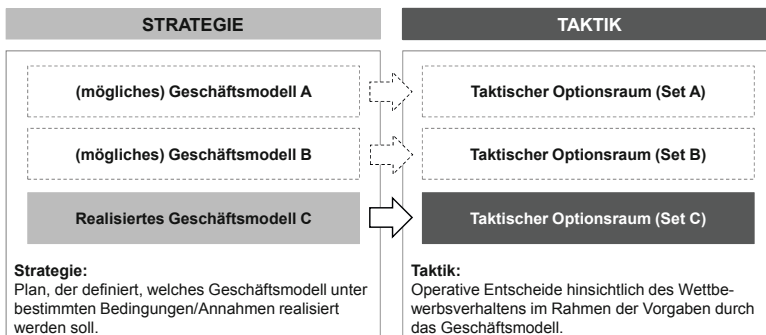 STRATEGIE
TAKTIK
(mögliches) Geschäftsmodell A
Taktischer Optionsraum (Set A)
(mögliches) Geschäftsmodell B
Taktischer Optionsraum (Set B)
Realisiertes Geschäftsmodell C
Taktischer Optionsraum (Set C)
Strategie:
Plan, der definiert, welches Geschäftsmodell unter
bestimmten Bedingungen/Annahmen realisiert
werden soll.
Taktik:
Operative Entscheide hinsichtlich des Wettbe-
werbsverhaltens im Rahmen der Vorgaben durch
das Geschäftsmodell.